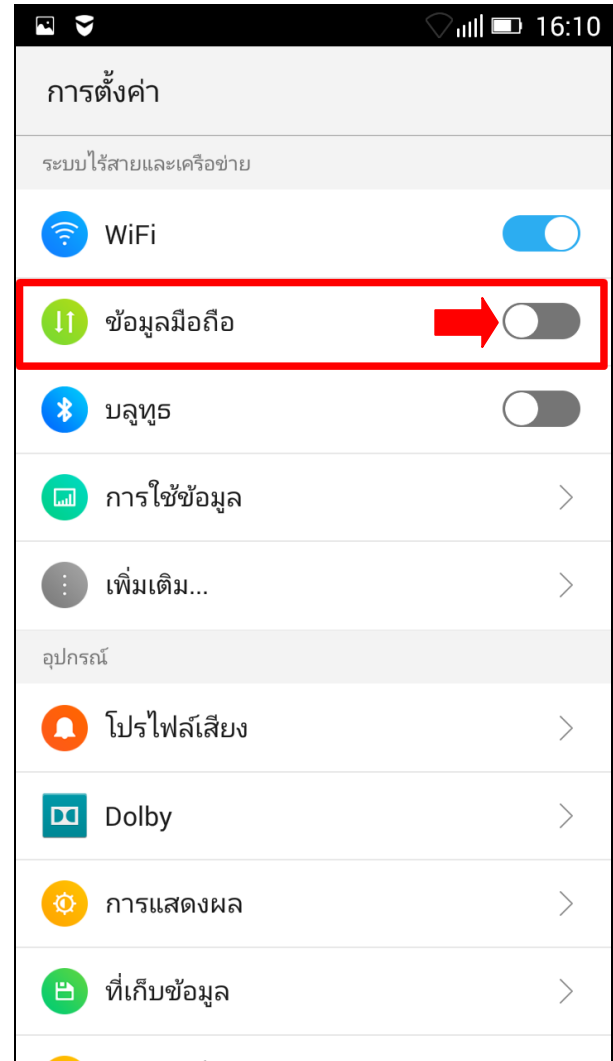 16:10
การตั้งค่า
ระบบไร้สายและเครือข่าย
WiFi
ข้อมูลมือถือ
บลูทูธ
การใช้ข้อมูล
เพิ่มเติม...
อุปกรณ์
โปรไฟล์เสียง
Dolby
การแสดงผล
ที่เก็บข้อมูล